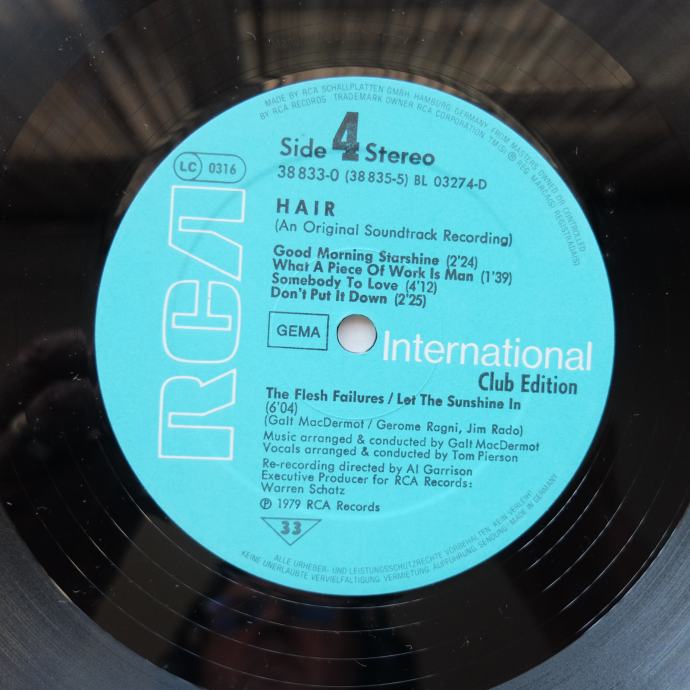 MADE BY RCA SCHALLPLATTEN GMBH, HAMBURG, GERMANY, FROM MASTERS OWNED OR CONTROLLED
BY RCA RECORDS TRADEMARK OWNER RCA CORPORATION TM(S) ® REG. MARCA(S) REGISTRADA(S)
Side 4 Stereo
LC 0316
38833-0 (38835-5) BL 03274-D
RCA
HAIR
(An Original Soundtrack Recording)
Good Morning Starshine (2'24)
What A Piece Of Work Is Man (1'39)
Somebody To Love (4'12)
Don't Put It Down (2'25)
GEMA
International
Club Edition
The Flesh Failures / Let The Sunshine In
(6'04)
(Galt MacDermot / Gerome Ragni, Jim Rado)
Music arranged & conducted by Galt MacDermot
Vocals arranged & conducted by Tom Pierson
Re-recording directed by Al Garrison
Executive Producer for RCA Records:
Warren Schatz
℗ 1979 RCA Records
33
ALLE URHEBER- UND LEISTUNGSSCHUTZRECHTE VORBEHALTEN. KEIN VERLEIH!
KEINE UNERLAUBTE VERVIELFÄLTIGUNG, VERMIETUNG, AUFFÜHRUNG, SENDUNG! MADE IN GERMANY